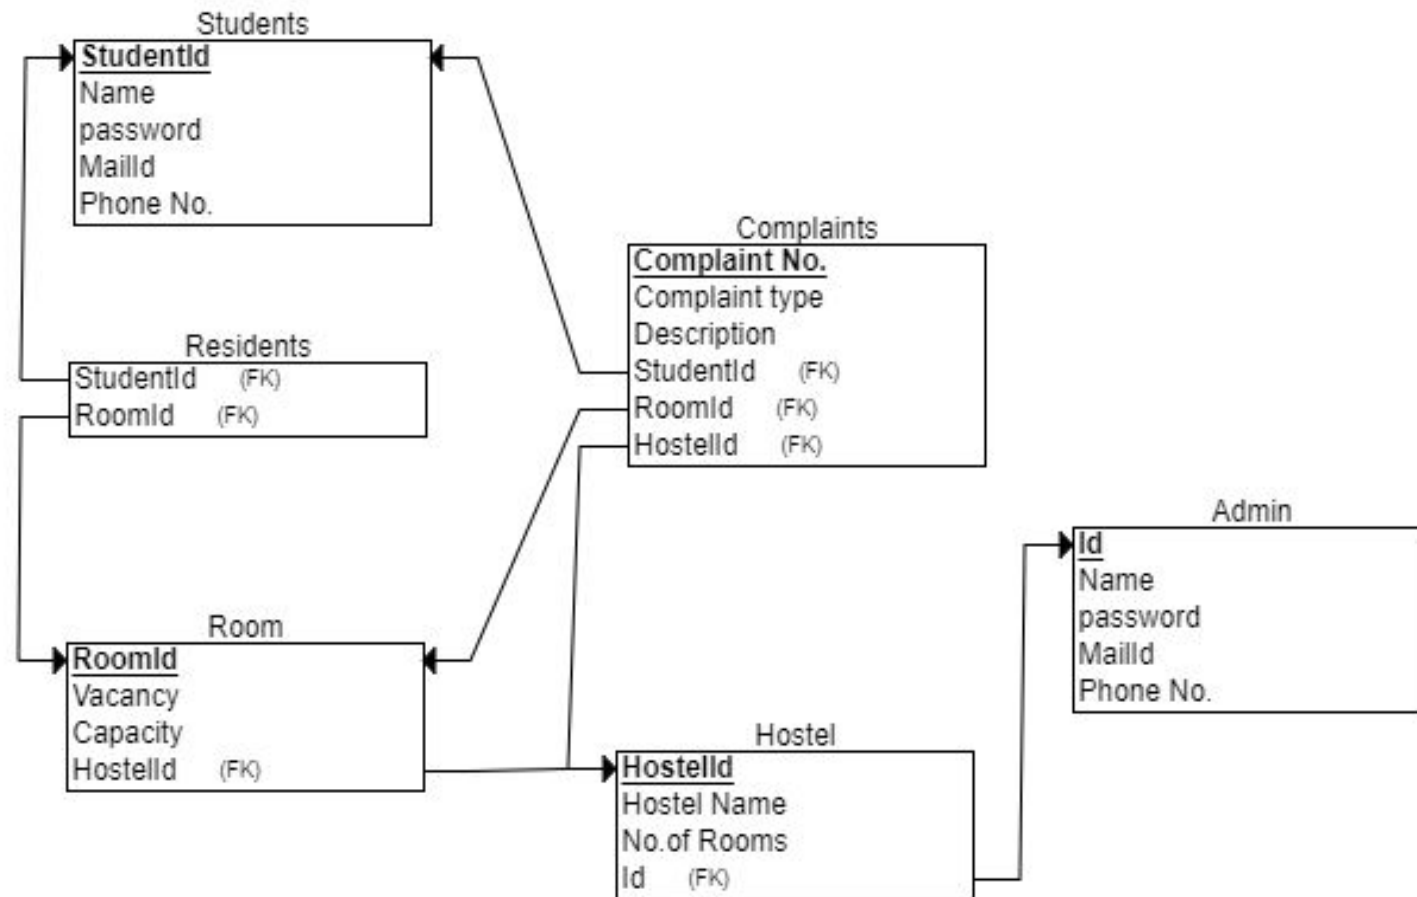 Students
StudentId
Name
password
MailId
Phone No.
Residents
StudentId (FK)
RoomId (FK)
Complaints
Complaint No.
Complaint type
Description
StudentId (FK)
RoomId (FK)
HostelId (FK)
Room
RoomId
Vacancy
Capacity
HostelId (FK)
Hostel
HostelId
Hostel Name
No.of Rooms
Id (FK)
Admin
Id
Name
password
MailId
Phone No.